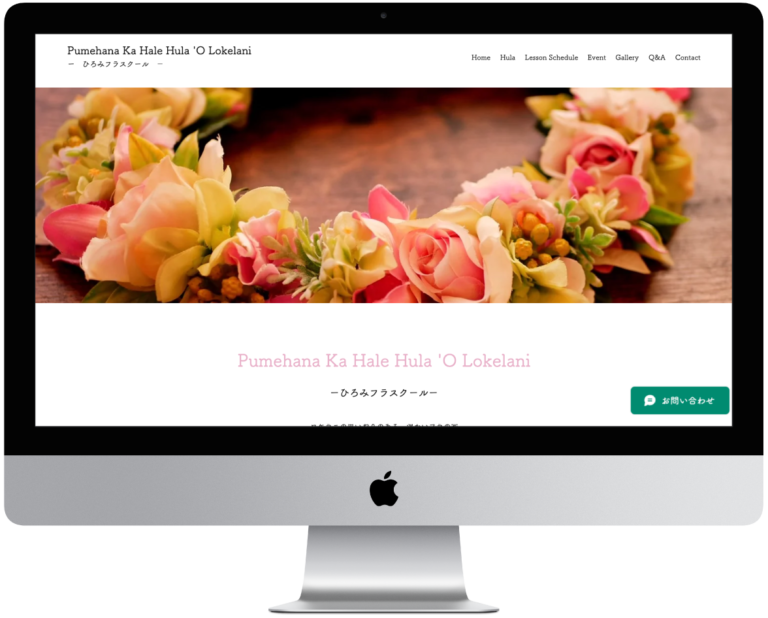 Pumehana Ka Hale Hula 'O Lokelani
ー ひろみフラスクール ー
Home Hula Lesson Schedule Event Gallery Q&A Contact
Pumehana Ka Hale Hula 'O Lokelani
ーひろみフラスクールー
お問い合わせ